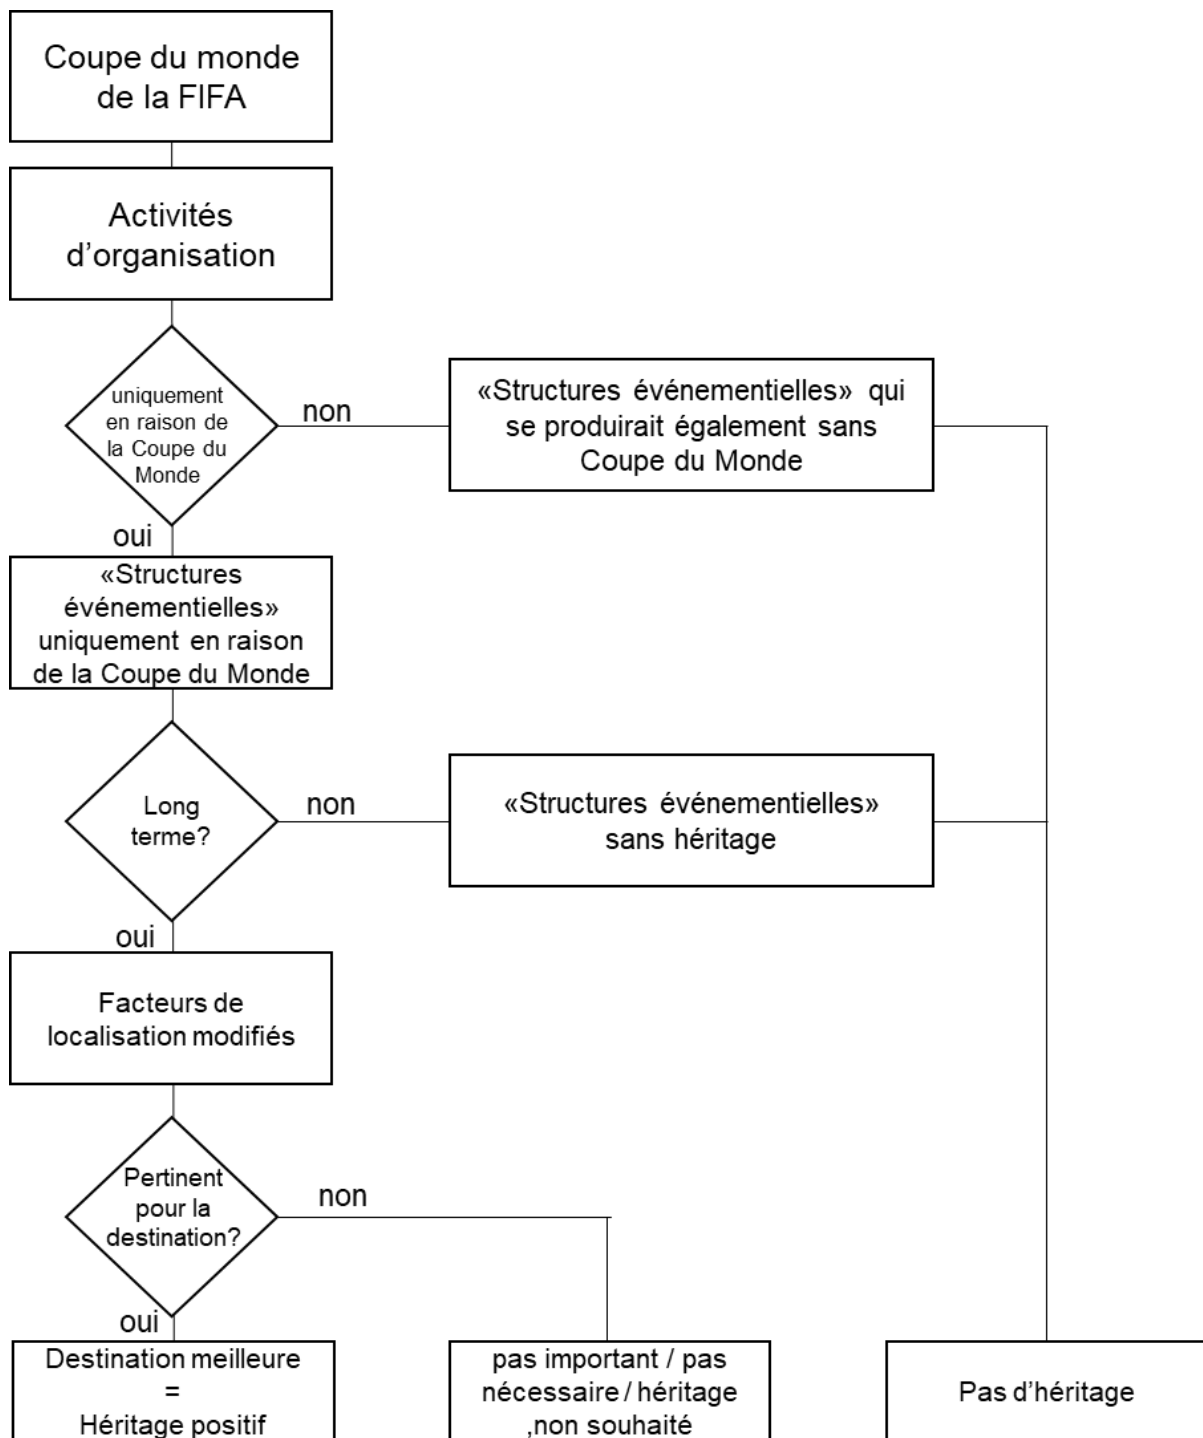 Coupe du monde
de la FIFA
Activités
d’organisation
uniquement
en raison de
la Coupe du
Monde
non
«Structures événementielles» qui
se produirait également sans
Coupe du Monde
oui
«Structures
événementielles»
uniquement en raison
de la Coupe du Monde
Long
terme?
non
«Structures événementielles»
sans héritage
oui
Facteurs de
localisation modifiés
Pertinent
pour la
destination?
non
oui
Destination meilleure
=
Héritage positif
pas important / pas
nécessaire / héritage
,non souhaité
Pas d’héritage